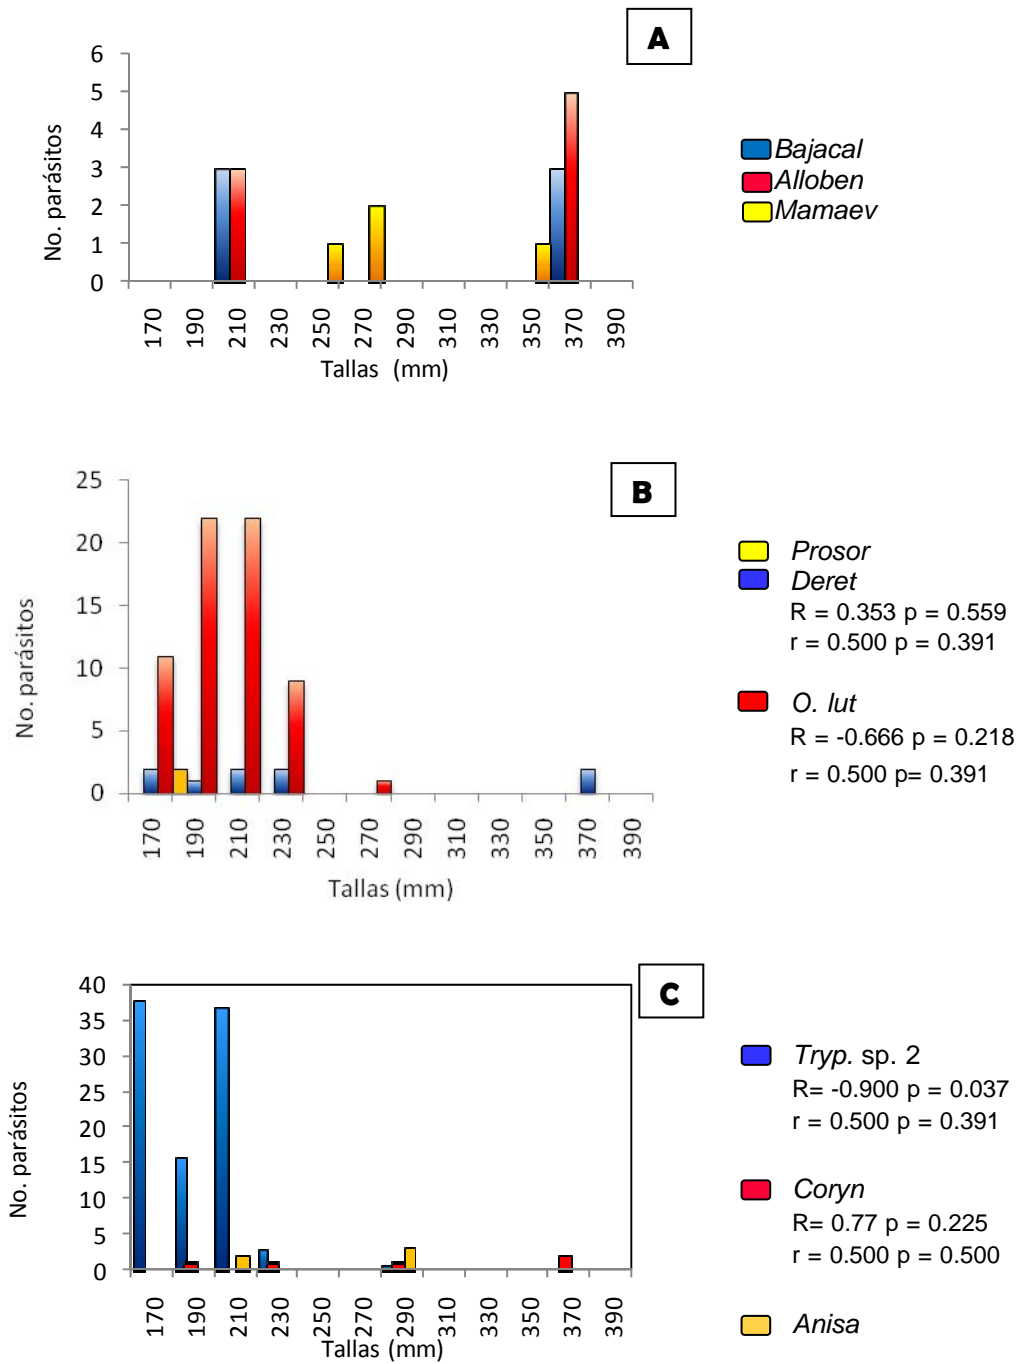 A
6
5
4
3
2
1
0
No. parásitos
170 190 210 230 250 270 290 310 330 350 370 390
Tallas (mm)
Bajacal
Alloben
Mamaev
B
25
20
15
10
5
0
No. parásitos
170 190 210 230 250 270 290 310 330 350 370 390
Tallas (mm)
Prosor
Deret
R = 0.353 p = 0.559
r = 0.500 p = 0.391
O. lut
R = -0.666 p = 0.218
r = 0.500 p= 0.391
C
40
35
30
25
20
15
10
5
0
No. parásitos
170 190 210 230 250 270 290 310 330 350 370 390
Tallas (mm)
Tryp. sp. 2
R= -0.900 p = 0.037
r = 0.500 p = 0.391
Coryn
R= 0.77 p = 0.225
r = 0.500 p = 0.500
Anisa